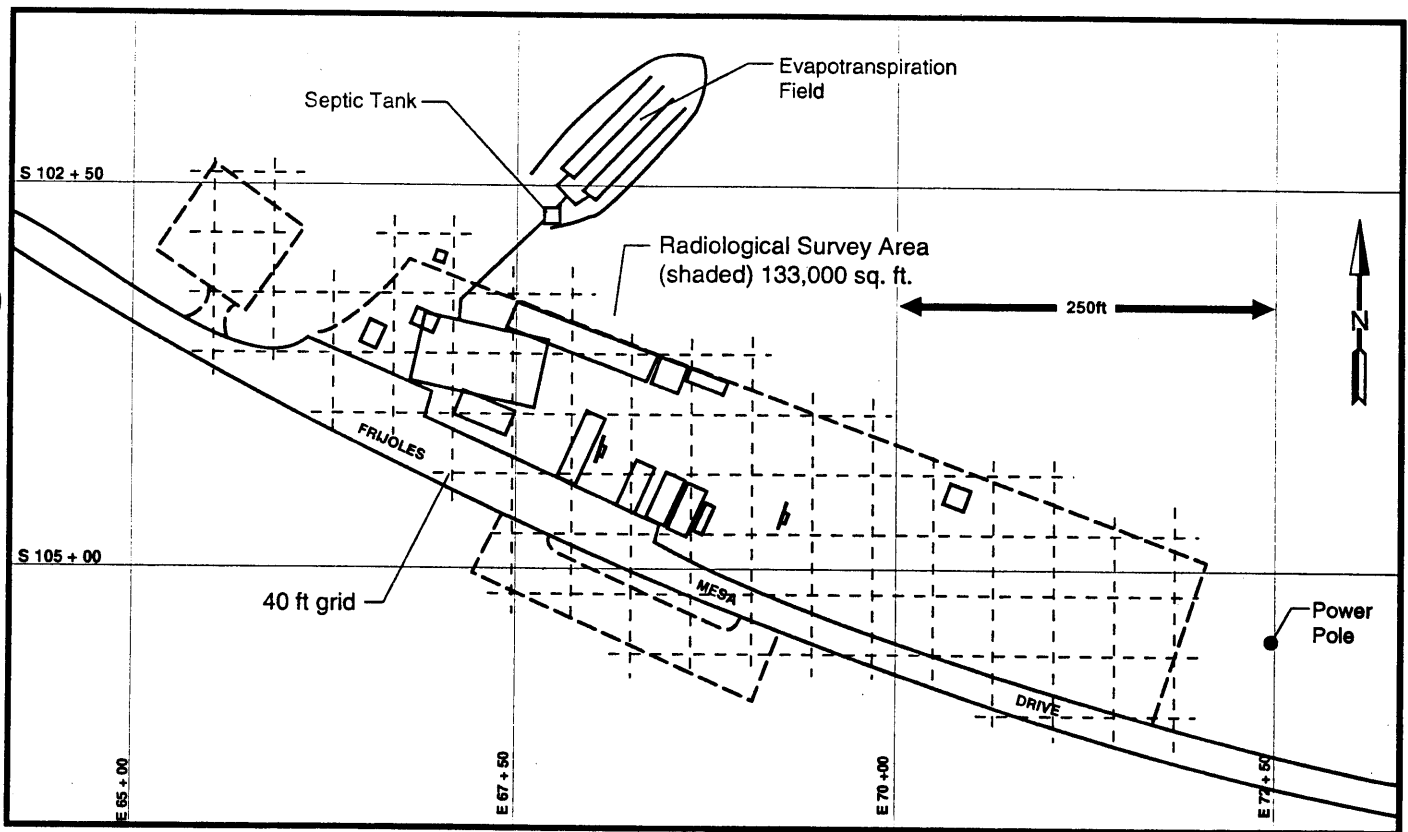 Evapotranspiration
Field
Septic Tank
S 102 + 50
Radiological Survey Area
(shaded) 133,000 sq. ft.
250ft
N
FRIJOLES
S 105 + 00
40 ft grid
MESA
Power
Pole
DRIVE
E 65 + 00
E 67 + 50
E 70 + 00
E 72 + 50